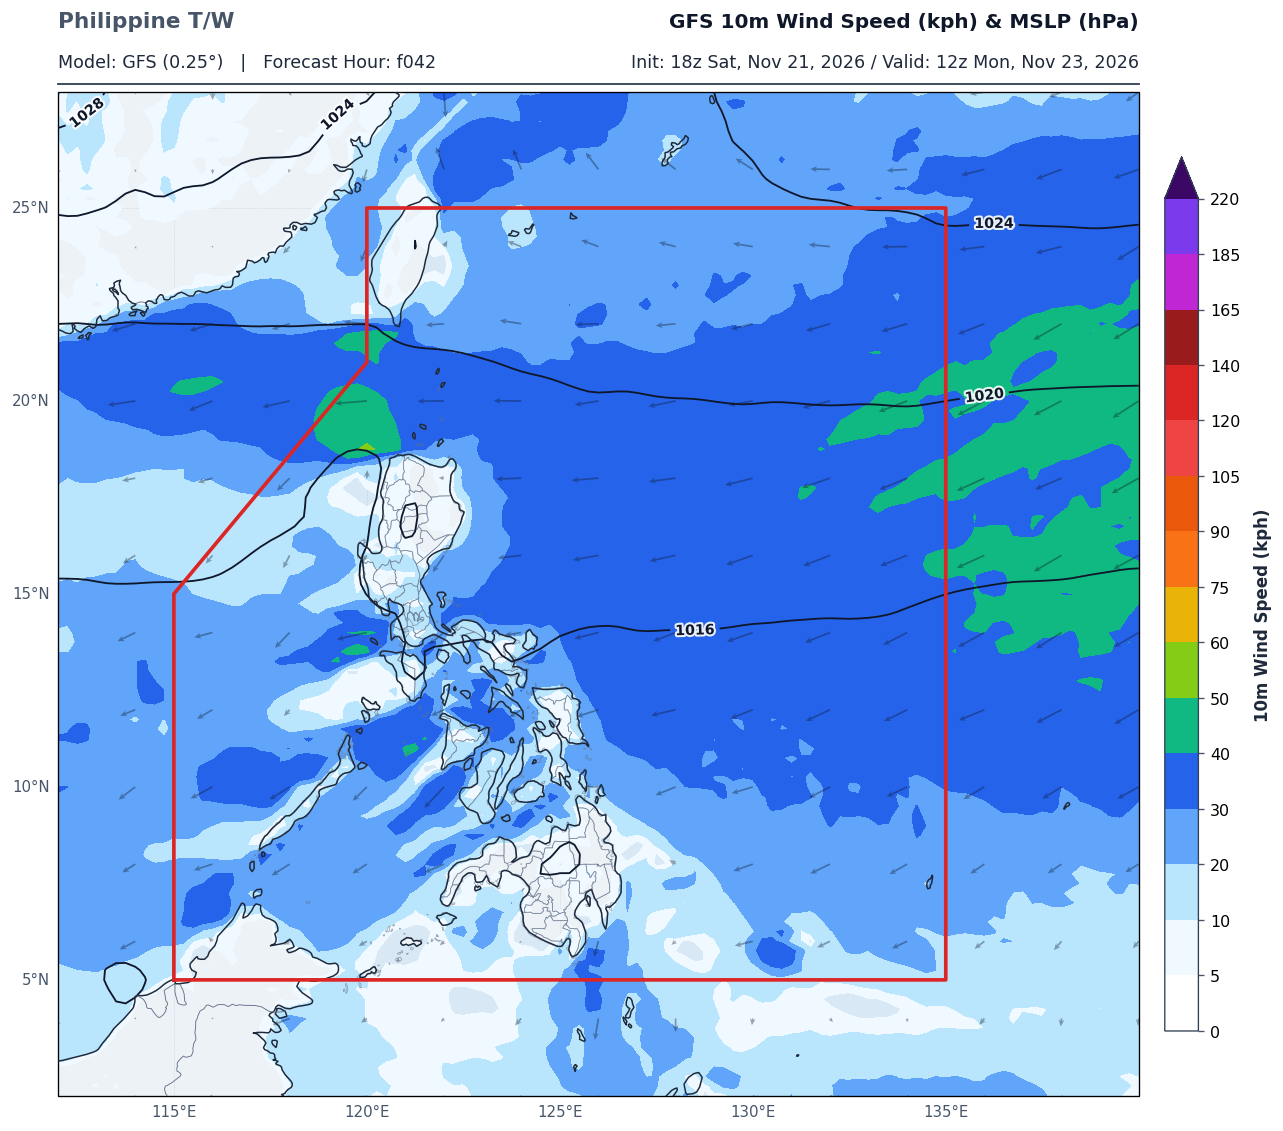 Philippine T/W
GFS 10m Wind Speed (kph) & MSLP (hPa)
Model: GFS (0.25°) | Forecast Hour: f042
Init: 18z Sat, Nov 21, 2026 / Valid: 12z Mon, Nov 23, 2026
1028
1024
1024
1020
1016
25°N
20°N
15°N
10°N
5°N
115°E
120°E
125°E
130°E
135°E
220
185
165
140
120
105
90
75
60
50
40
30
20
10
5
0
10m Wind Speed (kph)